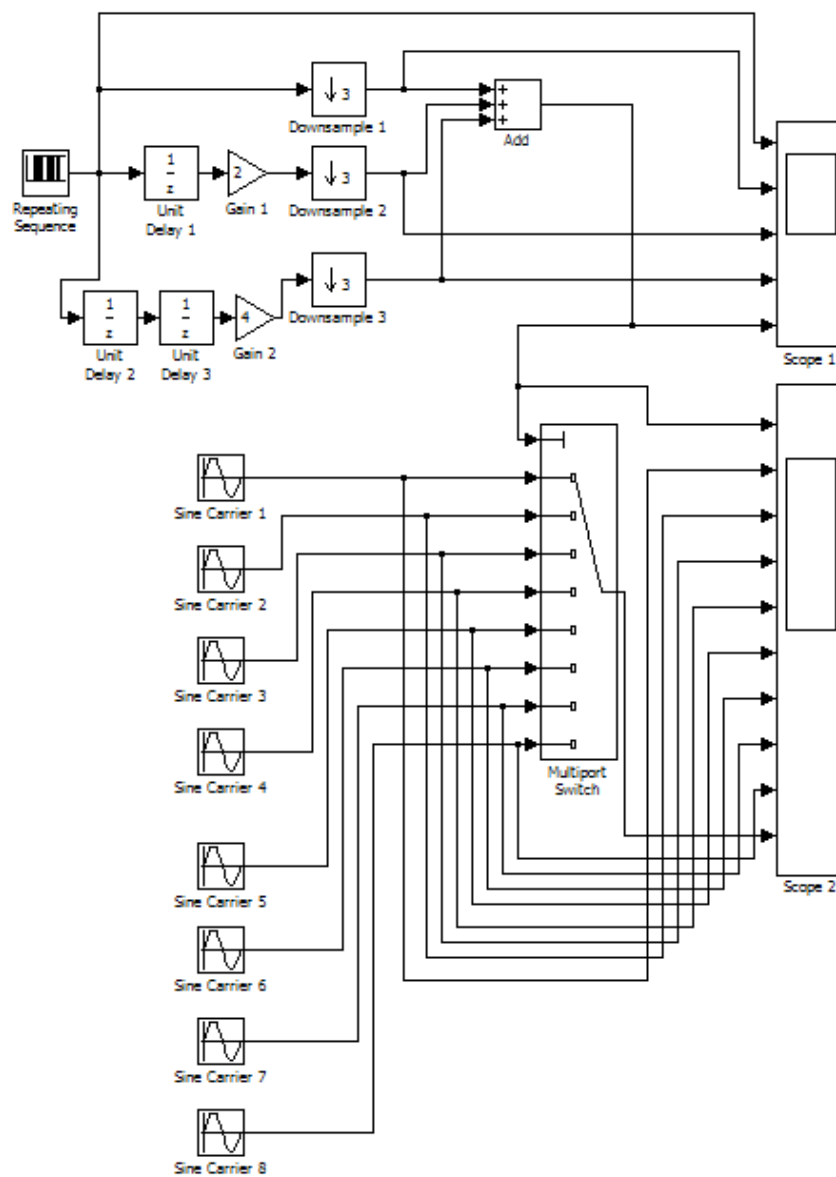 3
Downsample 1
+
+
+
Add
Repeating
Sequence
1
z
Unit
Delay 1
2
Gain 1
3
Downsample 2
1
z
Unit
Delay 2
1
z
Unit
Delay 3
4
Gain 2
3
Downsample 3
Scope 1
Sine Carrier 1
Sine Carrier 2
Sine Carrier 3
Sine Carrier 4
Multiport
Switch
Sine Carrier 5
Scope 2
Sine Carrier 6
Sine Carrier 7
Sine Carrier 8